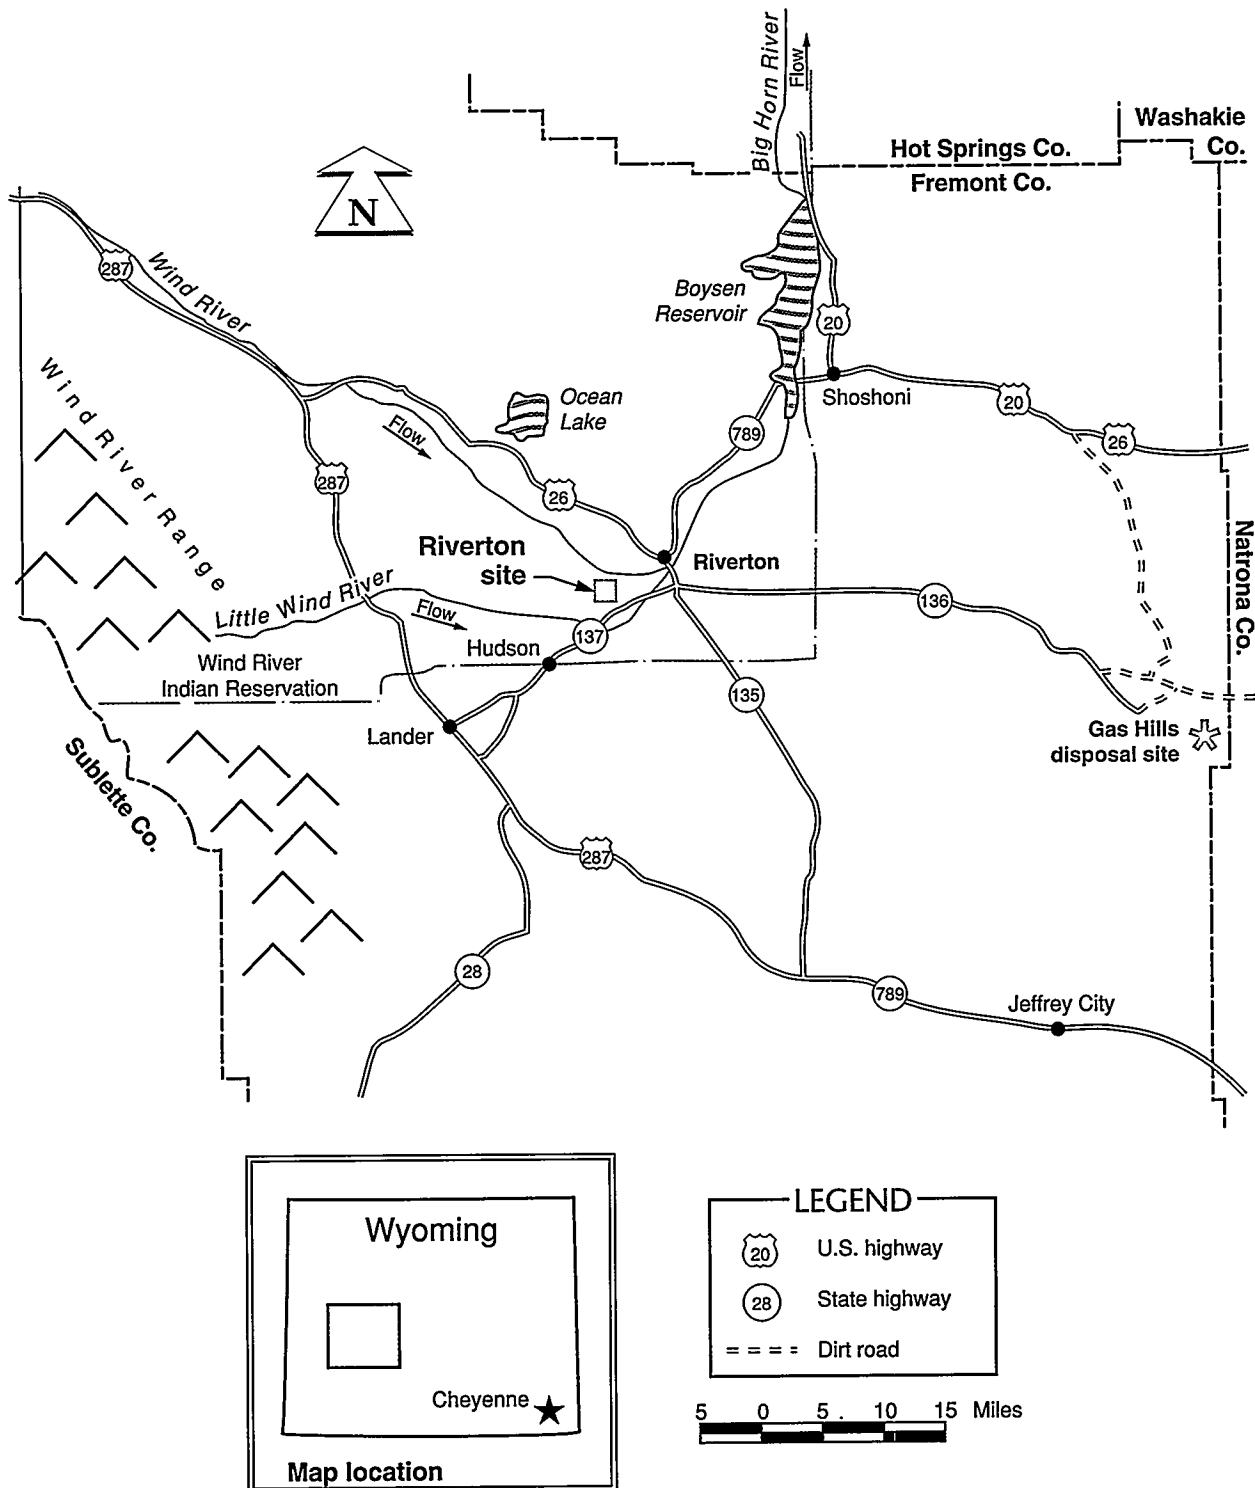 Big Horn River
Flow
Washakie
Co.
Hot Springs Co.
Fremont Co.
N
287
Wind River
Boysen
Reservoir
20
Wind River Range
Ocean
Lake
Shoshoni
20
26
789
Flow
287
26
Natrona Co.
Riverton
site
Riverton
Little Wind River
Flow
136
137
Hudson
Wind River
Indian Reservation
135
Lander
Gas Hills
disposal site
Sublette Co.
287
28
789
Jeffrey City
Wyoming
Cheyenne
Map location
LEGEND
20 U.S. highway
28 State highway
Dirt road
5 0 5 . 10 15 Miles